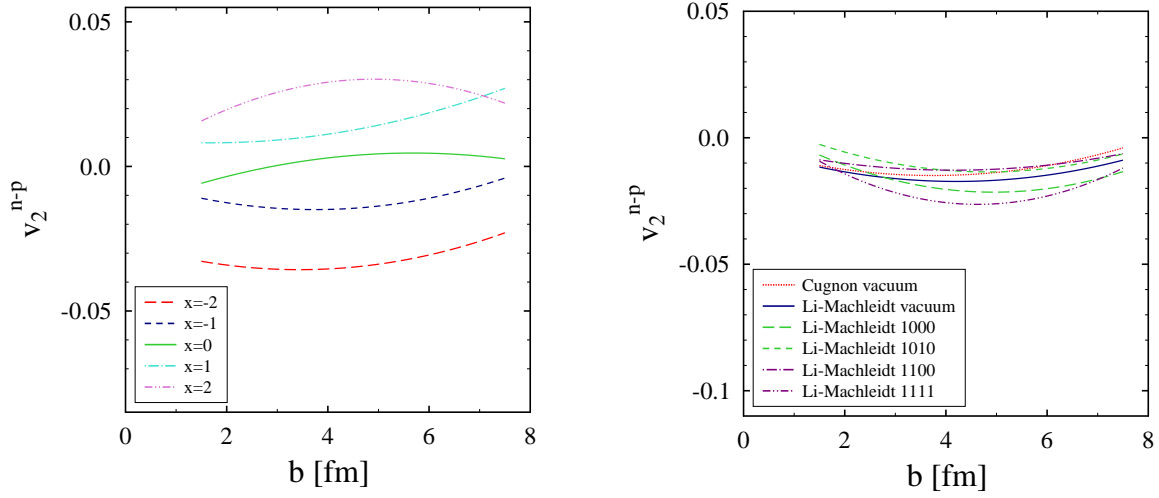 0.05
0.0
-0.05
v2^n-p
0
2
4
6
8
b [fm]
x=-2
x=-1
x=0
x=1
x=2
0.05
0.0
-0.05
-0.1
v2^n-p
0
2
4
6
8
b [fm]
Cugnon vacuum
Li-Machleidt vacuum
Li-Machleidt 1000
Li-Machleidt 1010
Li-Machleidt 1100
Li-Machleidt 1111